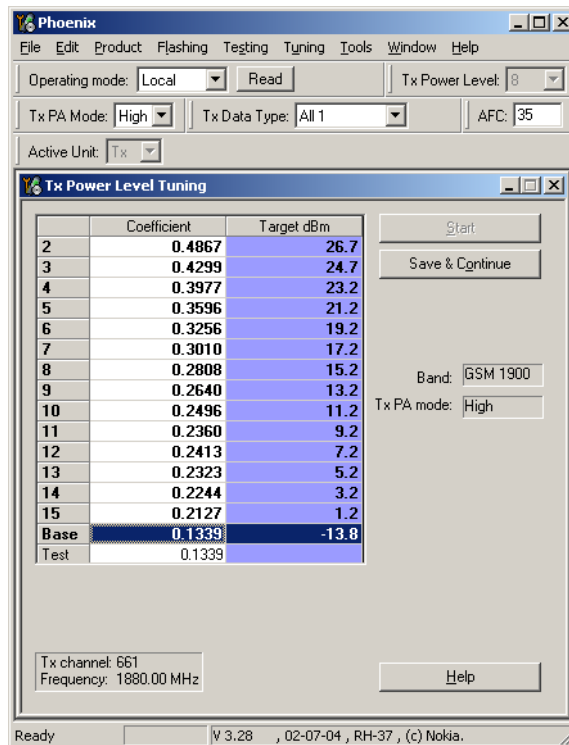 Phoenix
File Edit Product Flashing Testing Tuning Tools Window Help
Operating mode: Local Read Tx Power Level: 8
Tx PA Mode: High Tx Data Type: All 1 AFC: 35
Active Unit: Tx
Tx Power Level Tuning
Coefficient Target dBm Start
2 0.4867 26.7
3 0.4299 24.7 Save & Continue
4 0.3977 23.2
5 0.3596 21.2
6 0.3256 19.2
7 0.3010 17.2
8 0.2808 15.2 Band: GSM 1900
9 0.2640 13.2
10 0.2496 11.2 Tx PA mode: High
11 0.2360 9.2
12 0.2413 7.2
13 0.2323 5.2
14 0.2244 3.2
15 0.2127 1.2
Base 0.1339 -13.8
Test 0.1339
Tx channel: 661
Frequency: 1880.00 MHz Help
Ready V 3.28 , 02-07-04 , RH-37 , (c) Nokia.